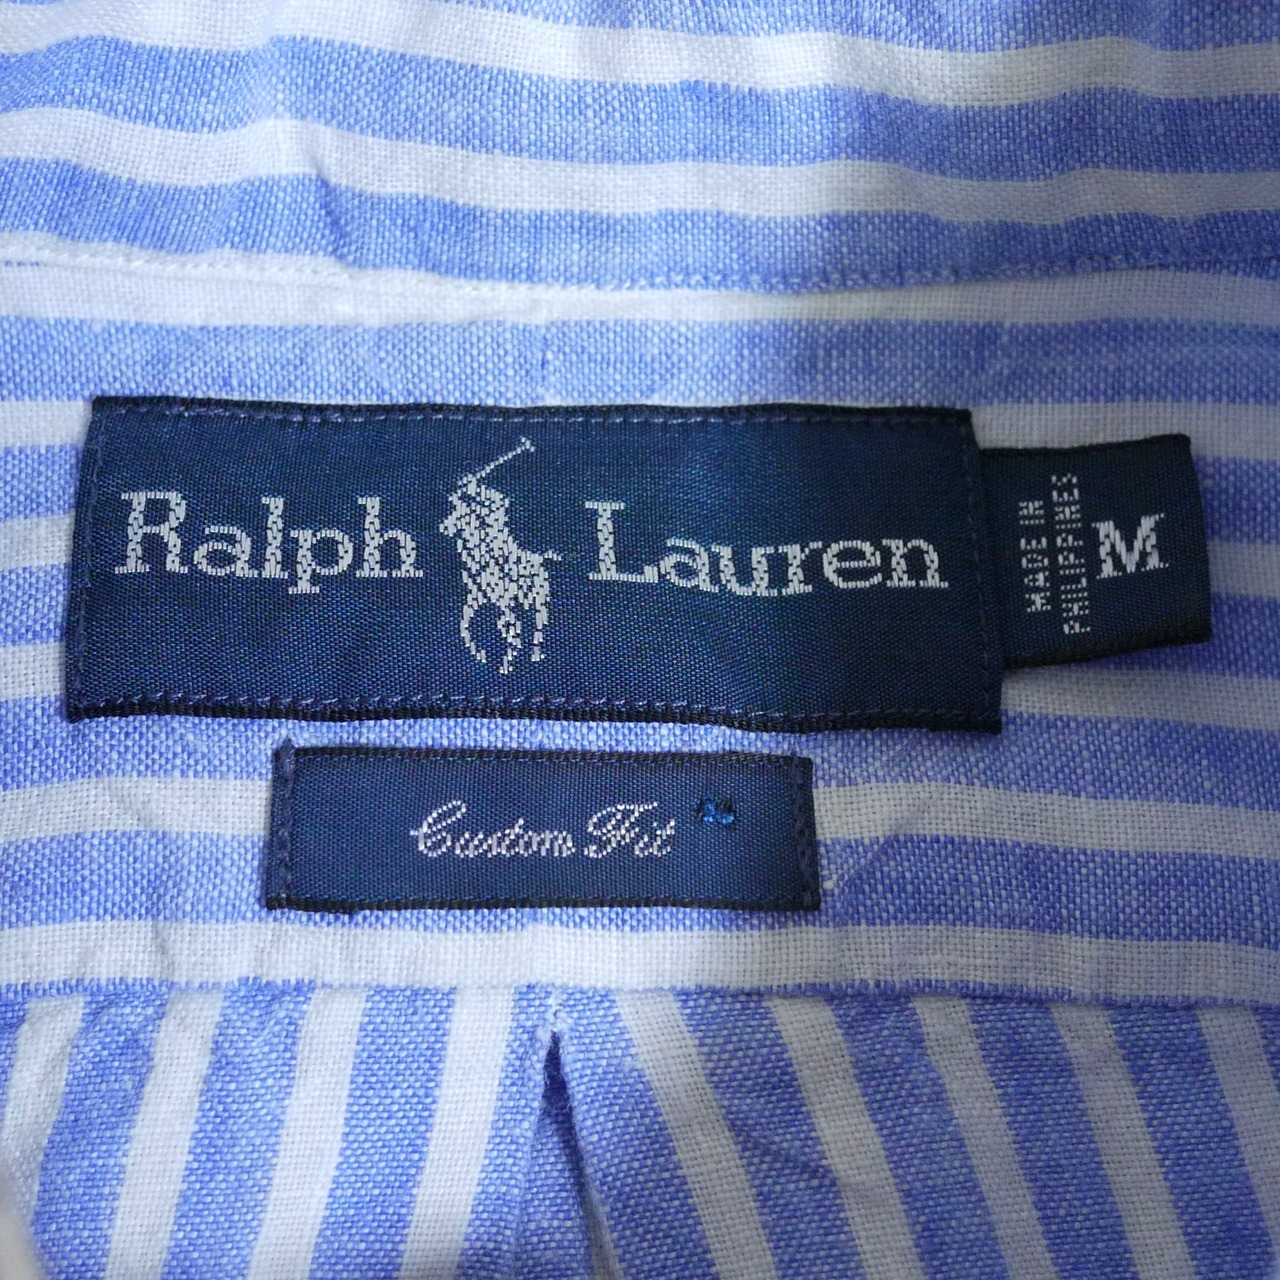 Ralph Lauren
MADE IN
PHILIPPINES
M
Custom Fit